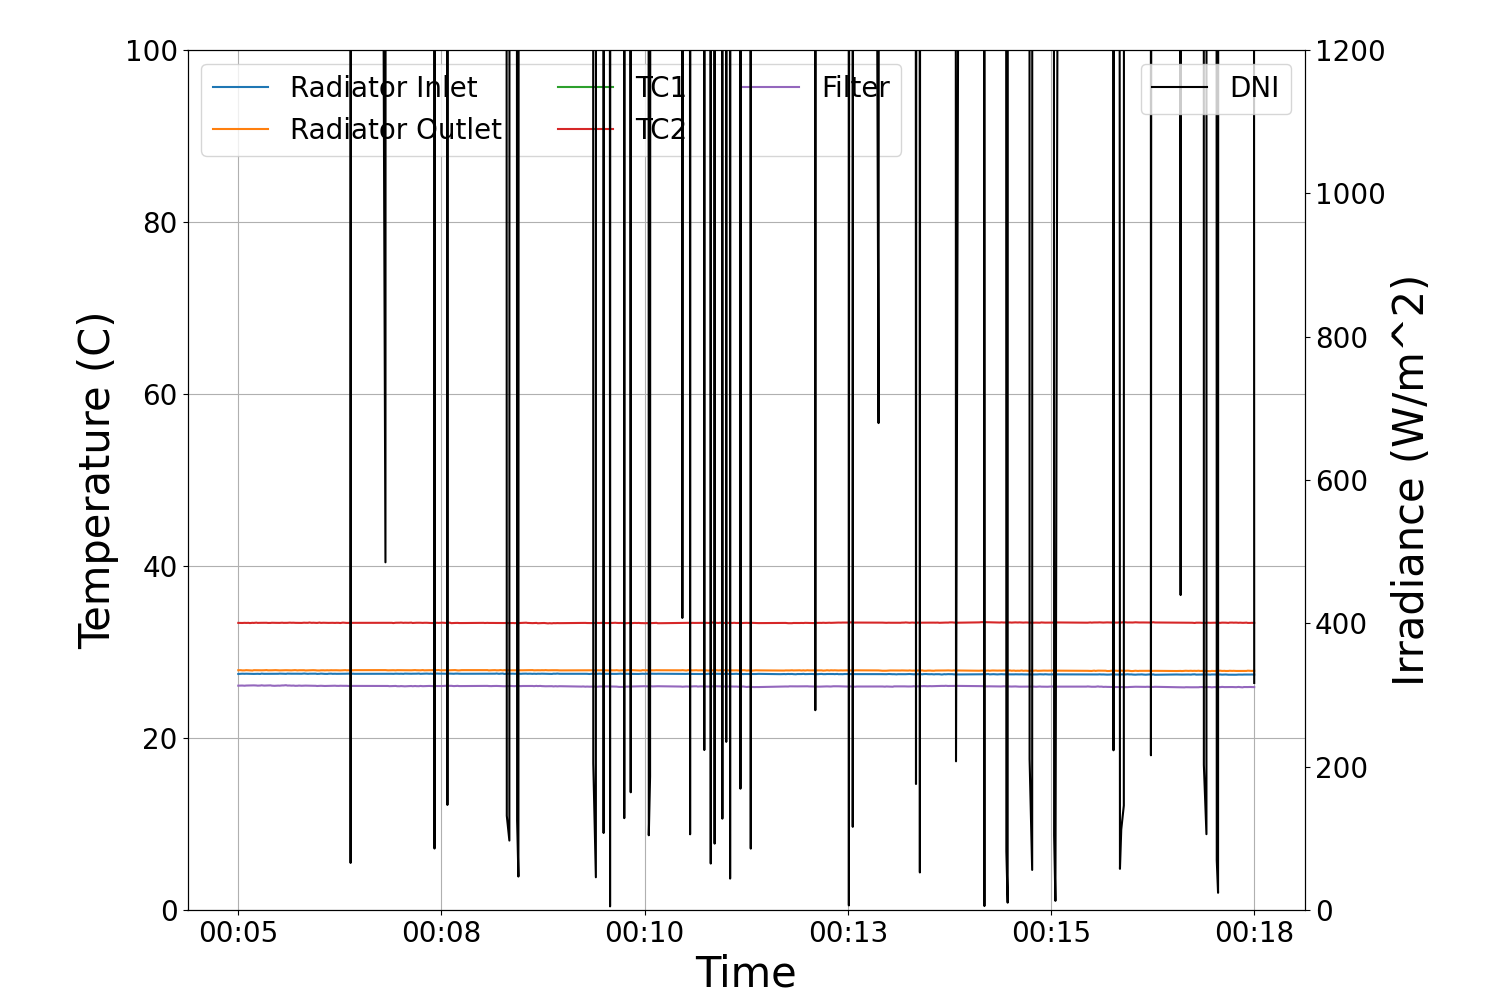 100
80
60
40
20
0
Temperature (C)
Radiator Inlet
Radiator Outlet
TC1
TC2
Filter
DNI
1200
1000
800
600
400
200
0
Irradiance (W/m^2)
00:05 00:08 00:10 00:13 00:15 00:18
Time